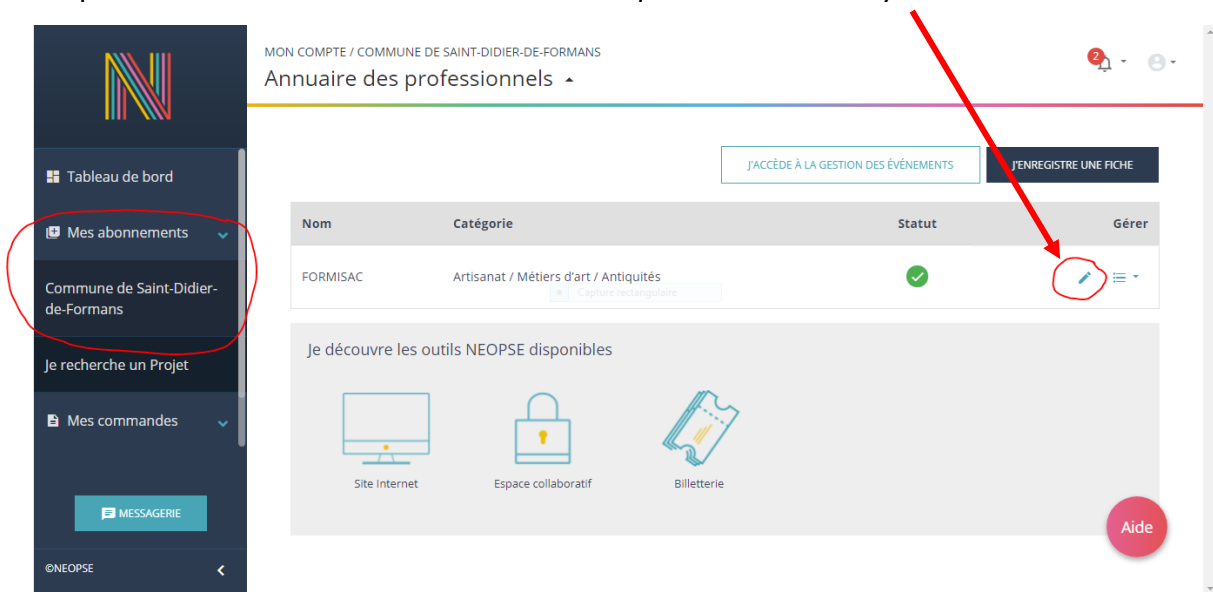 MON COMPTE / COMMUNE DE SAINT-DIDIER-DE-FORMANS
Annuaire des professionnels
2
Tableau de bord
Mes abonnements
Commune de Saint-Didier-
de-Formans
Je recherche un Projet
Mes commandes
MESSAGERIE
©NEOPSE
J'ACCÈDE À LA GESTION DES ÉVÉNEMENTS
J'ENREGISTRE UNE FICHE
Nom Catégorie Statut Gérer
FORMISAC Artisanat / Métiers d'art / Antiquités
Capture rectangulaire
Je découvre les outils NEOPSE disponibles
Site Internet Espace collaboratif Billetterie
Aide